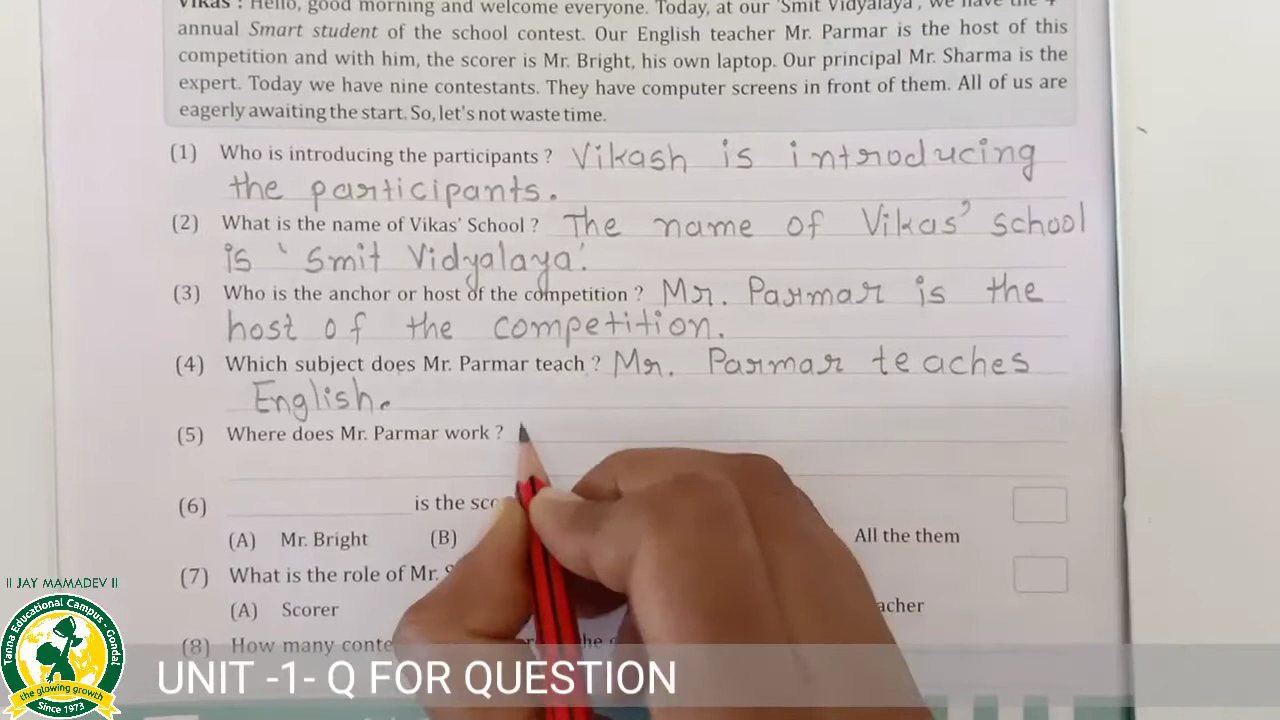 Vikas : Hello, good morning and welcome everyone. Today, at our 'Smit Vidyalaya', we have the 4
annual Smart student of the school contest. Our English teacher Mr. Parmar is the host of this
competition and with him, the scorer is Mr. Bright, his own laptop. Our principal Mr. Sharma is the
expert. Today we have nine contestants. They have computer screens in front of them. All of us are
eagerly awaiting the start. So, let's not waste time.
(1) Who is introducing the participants ? Vikash is introducing
the participants.
(2) What is the name of Vikas' School ? The name of Vikas' school
is 'Smit Vidyalaya'.
(3) Who is the anchor or host of the competition ? Mr. Parmar is the
host of the competition.
(4) Which subject does Mr. Parmar teach ? Mr. Parmar teaches
English.
(5) Where does Mr. Parmar work ?
(6) is the
(A) Mr. Bright (B) All the them
(7) What is the role of Mr.
(A) Scorer
(8) How many
|| JAY MAMADEV ||
Tanna Educational Campus - Gondal
the glowing growth
Since 1973
UNIT -1- Q FOR QUESTION